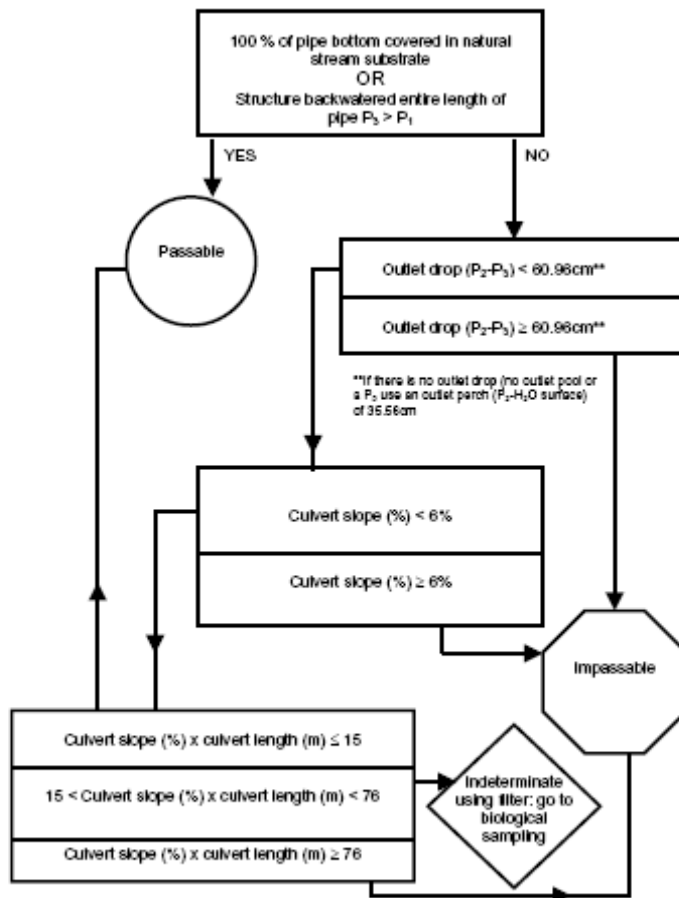 100 % of pipe bottom covered in natural
stream substrate
OR
Structure backwatered entire length of
pipe P₃ > P₁
YES
NO
Passable
Outlet drop (P₂-P₃) < 60.96cm**
Outlet drop (P₂-P₃) ≥ 60.96cm**
**If there is no outlet drop (no outlet pool or
a P₃ use an outlet perch (P₂-H₂O surface)
of 35.56cm
Culvert slope (%) < 6%
Culvert slope (%) ≥ 6%
Impassable
Culvert slope (%) x culvert length (m) ≤ 15
15 < Culvert slope (%) x culvert length (m) < 76
Culvert slope (%) x culvert length (m) ≥ 76
Indeterminate
using filter: go to
biological
sampling